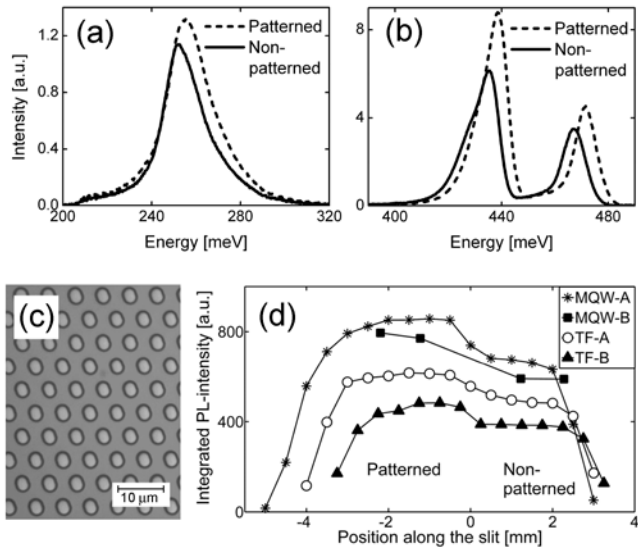 (a)
Patterned
Non-
patterned
Intensity [a.u.]
1.2
0.8
0.4
0.0
200
240
280
320
Energy [meV]
(b)
Patterned
Non-
patterned
8
4
0
400
440
480
Energy [meV]
(c)
10 μm
(d)
MQW-A
MQW-B
TF-A
TF-B
Integrated PL-intensity [a.u.]
800
400
0
Patterned
Non-
patterned
-4
-2
0
2
4
Position along the slit [mm]